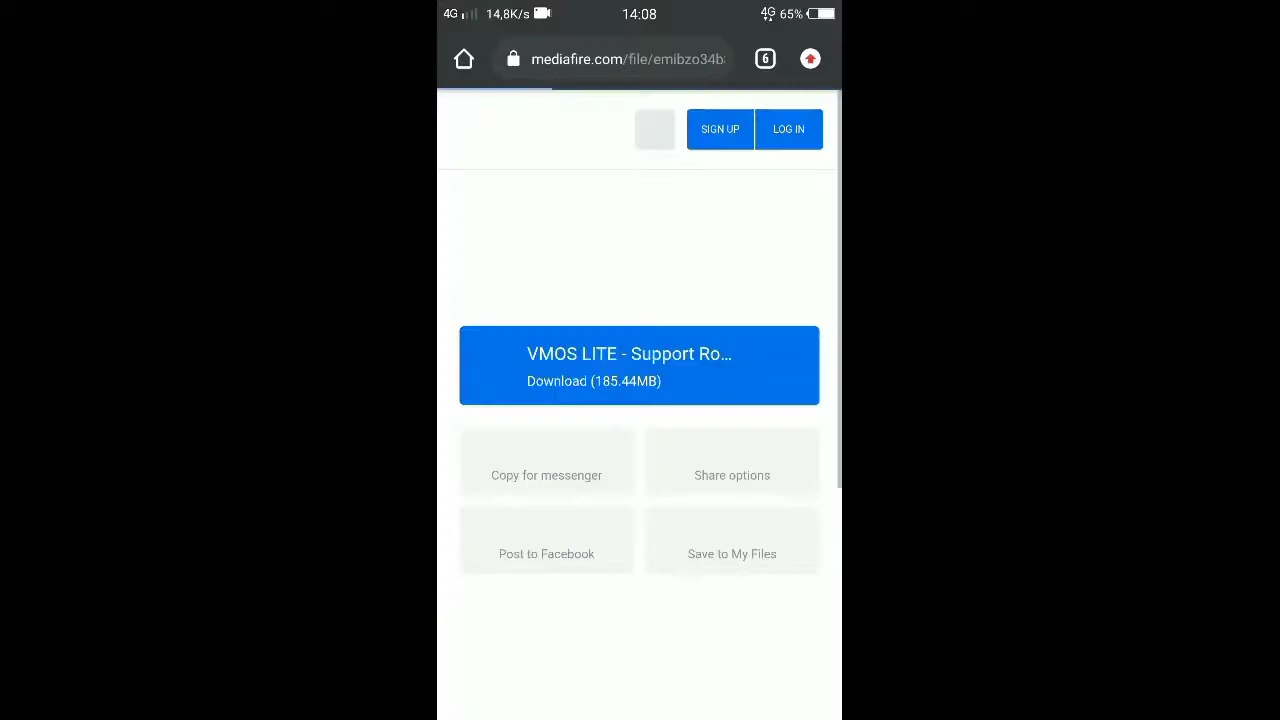 4G 14,8K/s 14:08 4G 65%
mediafire.com/file/emibzo34b 6
SIGN UP LOG IN
VMOS LITE - Support Ro...
Download (185.44MB)
Copy for messenger Share options
Post to Facebook Save to My Files